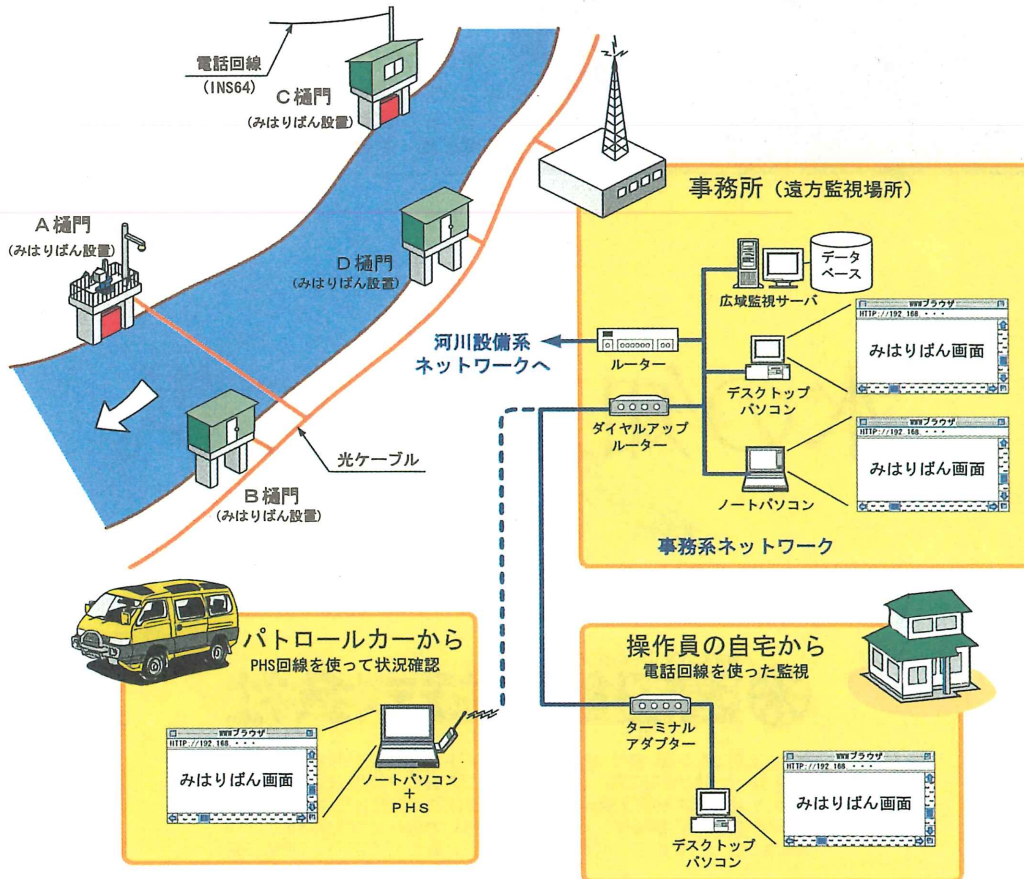 電話回線
(INS64)
C樋門
(みはりばん設置)
A樋門
(みはりばん設置)
D樋門
(みはりばん設置)
B樋門
(みはりばん設置)
光ケーブル
事務所（遠方監視場所）
データ
ベース
広域監視サーバ
河川設備系
ネットワークへ
ルーター
デスクトップ
パソコン
WWWブラウザ
HTTP://192.168.・・・
みはりばん画面
ダイヤルアップ
ルーター
ノートパソコン
WWWブラウザ
HTTP://192.168.・・・
みはりばん画面
事務系ネットワーク
パトロールカーから
PHS回線を使って状況確認
WWWブラウザ
HTTP://192.168.・・・
みはりばん画面
ノートパソコン
+
PHS
操作員の自宅から
電話回線を使った監視
ターミナル
アダプター
デスクトップ
パソコン
WWWブラウザ
HTTP://192.168.・・・
みはりばん画面